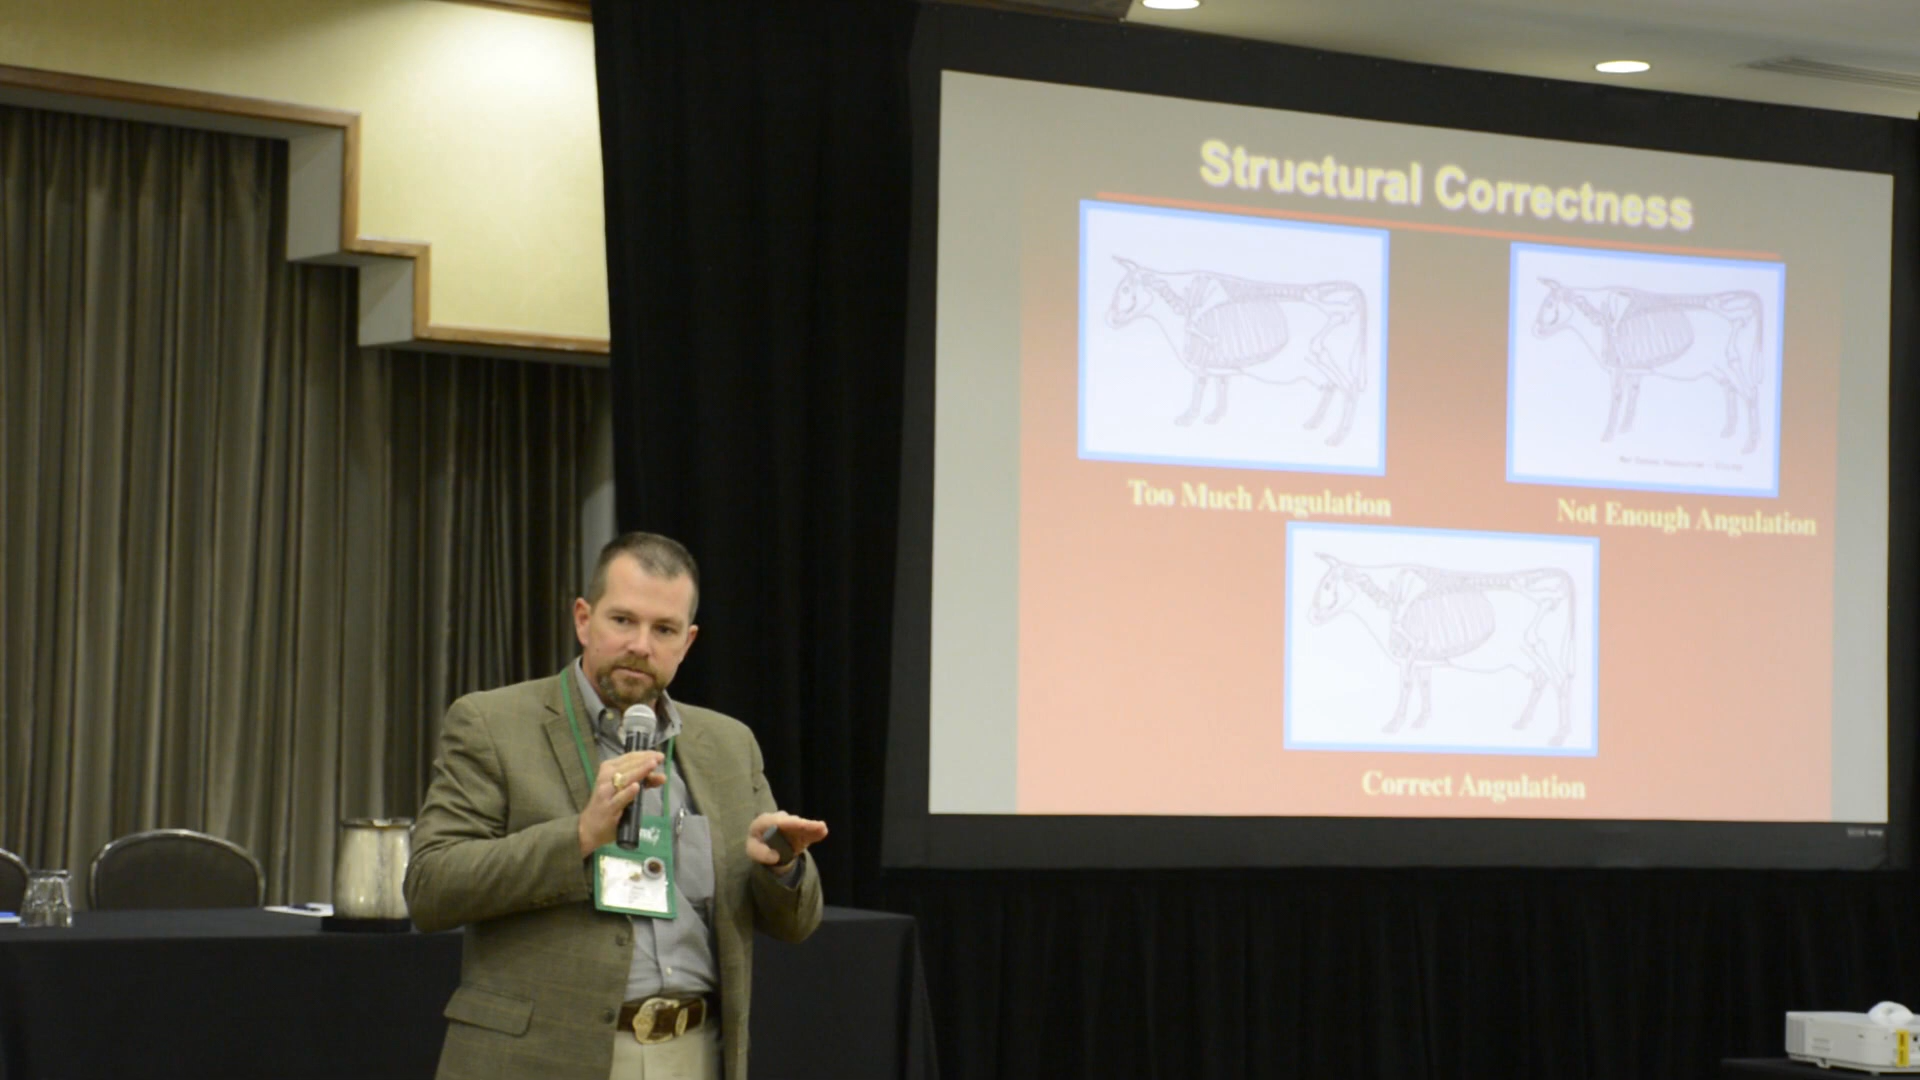 Structural Correctness
Too Much Angulation
Not Enough Angulation
Correct Angulation